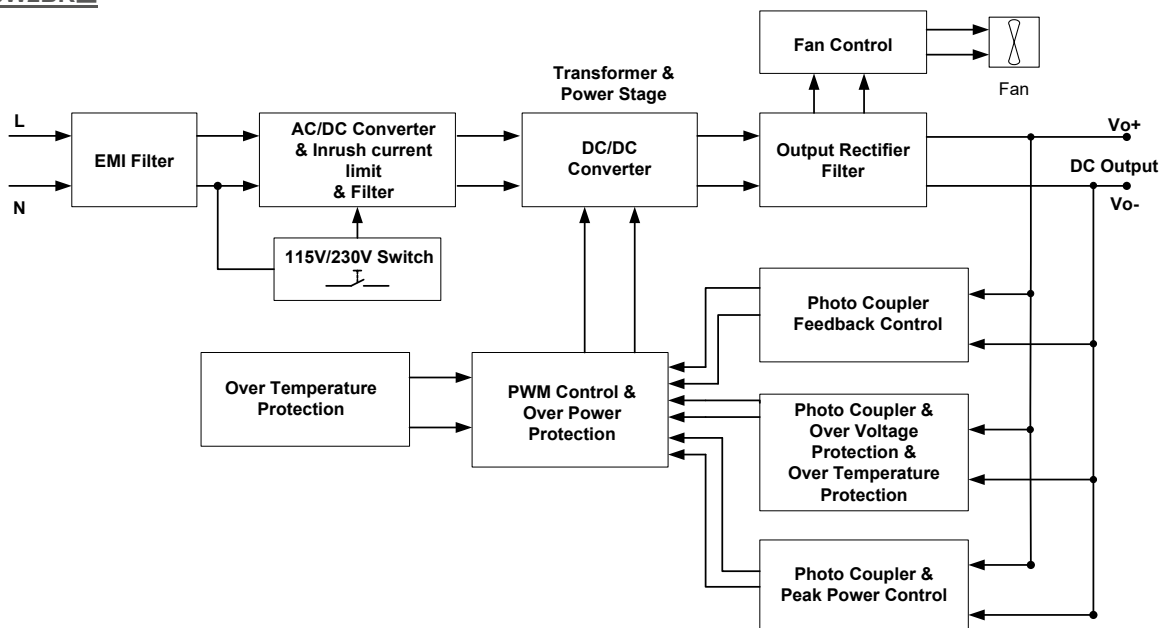 Fan Control
Fan
Transformer &
Power Stage
L
N
EMI Filter
AC/DC Converter
& Inrush current
limit
& Filter
DC/DC
Converter
Output Rectifier
Filter
Vo+
DC Output
Vo-
115V/230V Switch
Photo Coupler
Feedback Control
Over Temperature
Protection
PWM Control &
Over Power
Protection
Photo Coupler &
Over Voltage
Protection &
Over Temperature
Protection
Photo Coupler &
Peak Power Control